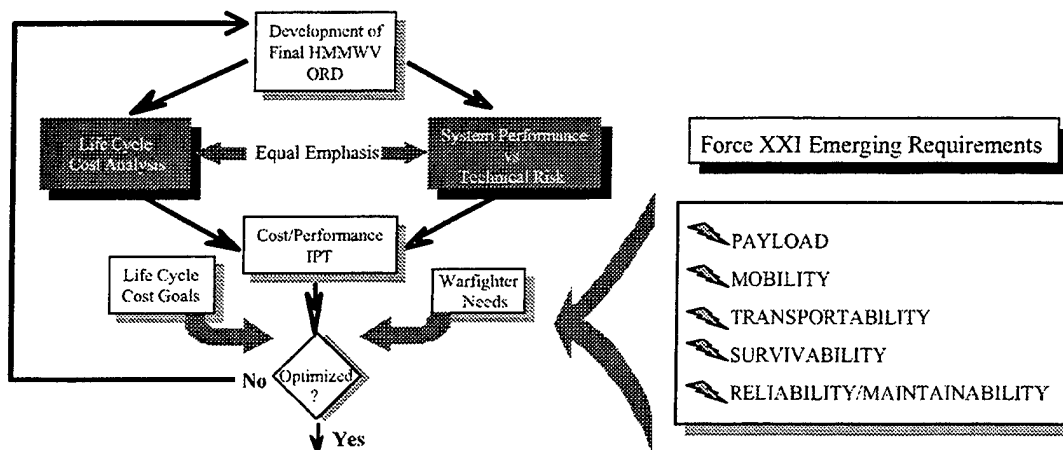 Development of
Final HMMWV
ORD
Life Cycle
Cost Analysis
Equal Emphasis
System Performance
vs
Technical Risk
Cost/Performance
IPT
Life Cycle
Cost Goals
Warfighter
Needs
No
Optimized
?
Yes
Force XXI Emerging Requirements
PAYLOAD
MOBILITY
TRANSPORTABILITY
SURVIVABILITY
RELIABILITY/MAINTAINABILITY